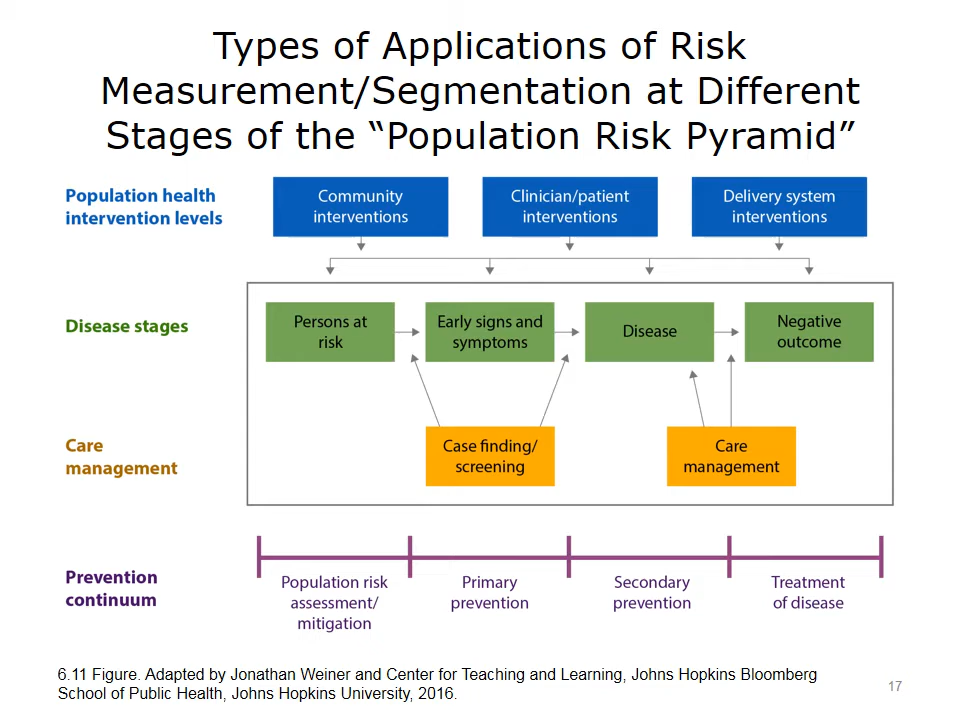 Types of Applications of Risk
Measurement/Segmentation at Different
Stages of the “Population Risk Pyramid”
Population health
intervention levels
Community
interventions
Clinician/patient
interventions
Delivery system
interventions
Disease stages
Persons at
risk
Early signs and
symptoms
Disease
Negative
outcome
Care
management
Case finding/
screening
Care
management
Prevention
continuum
Population risk
assessment/
mitigation
Primary
prevention
Secondary
prevention
Treatment
of disease
6.11 Figure. Adapted by Jonathan Weiner and Center for Teaching and Learning, Johns Hopkins Bloomberg
School of Public Health, Johns Hopkins University, 2016.
17